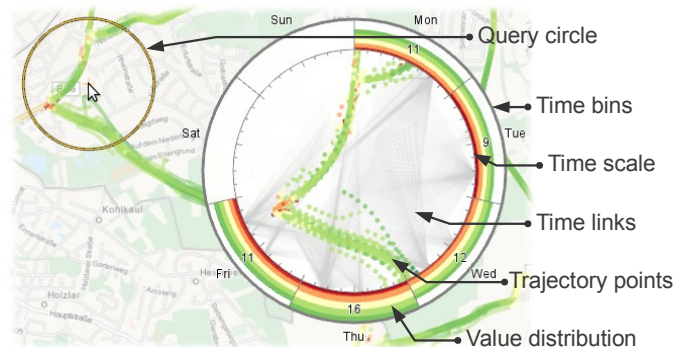 Sun
Mon
Query circle
11
Time bins
Tue
Sat
9
Time scale
Kohlkaul
Time links
11
12
Fri
Wed
Trajectory points
Holzlar
Hauptstraße
16
Thu
Value distribution